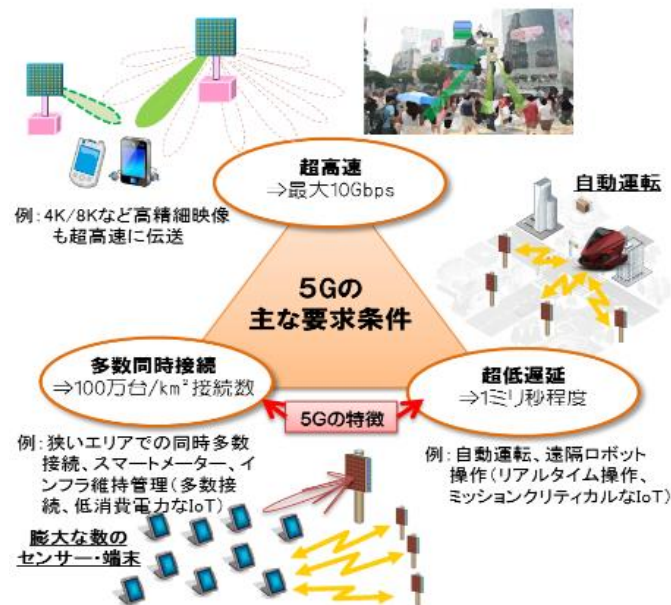 超高速
⇒最大10Gbps
例:4K/8Kなど高精細映像
も超高速に伝送
自動運転
5Gの
主な要求条件
多数同時接続
⇒100万台/km²接続数
超低遅延
⇒1ミリ秒程度
5Gの特徴
例:狭いエリアでの同時多数
接続、スマートメーター、イ
ンフラ維持管理(多数接
続、低消費電力なIoT)
例:自動運転、遠隔ロボット
操作(リアルタイム操作、
ミッションクリティカルなIoT)
膨大な数の
センサー・端末